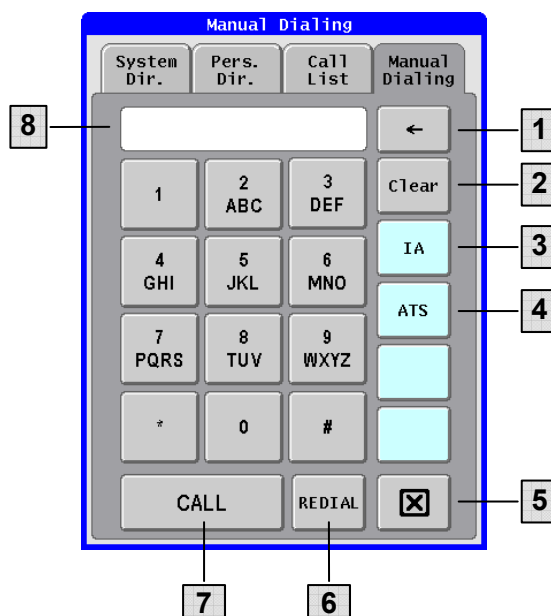 Manual Dialing
System
Dir.
Pers.
Dir.
Call
List
Manual
Dialing
8
←
1
1
2
ABC
3
DEF
Clear
2
4
GHI
5
JKL
6
MNO
IA
3
ATS
4
7
PQRS
8
TUV
9
WXYZ
*
0
#
CALL
REDIAL
5
7
6